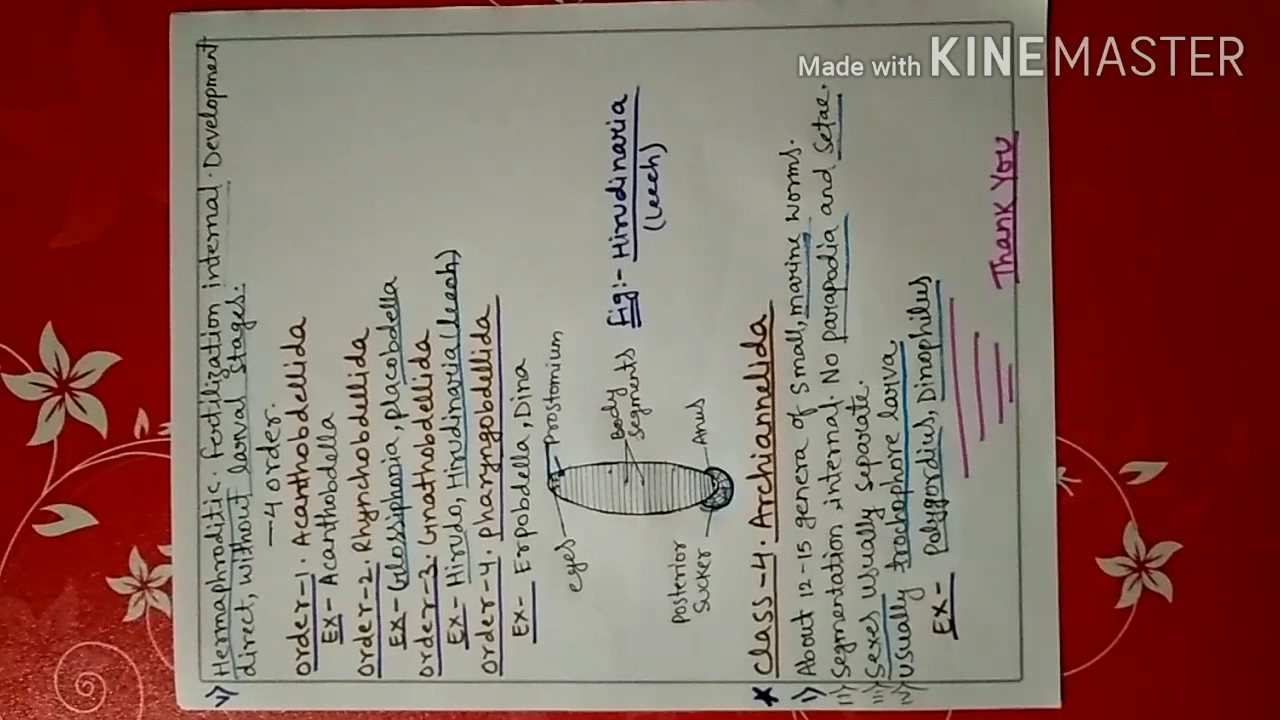 Made with KINEMASTER
v) Hermaphroditic. Fertilization internal. Development
direct, without larval stages.
— 4 order.
Order-1. Acanthobdellida
Ex- Acanthobdella
Order-2. Rhynchobdellida
Ex- Glossiphonia, placobdella
Order-3. Gnathobdellida
Ex- Hirudo, Hirudinaria (leech)
Order-4. Pharyngobdellida
Ex- Erpobdella, Dina
eyes
Prostomium
Body
segments
Posterior
Sucker
Anus
Fig:- Hirudinaria
(leech)
* Class-4. Archiannelida
i) About 12-15 genera of small, marine worms.
ii) Segmentation internal. No parapodia and setae.
iii) Sexes usually separate.
iv) Usually trochophore larva
Ex- Polygordius, Dinophilus
Thank You